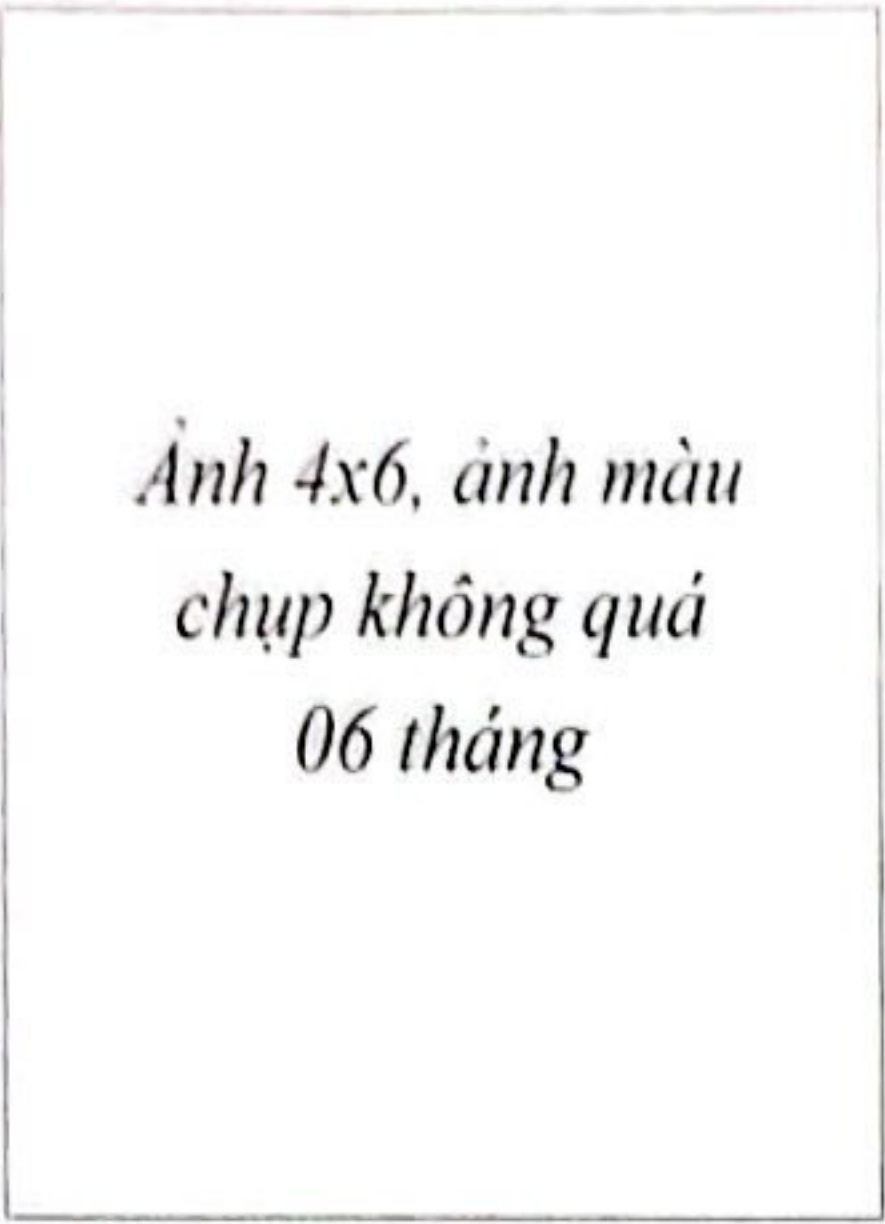 Ảnh 4x6, ảnh màu
chụp không quá
06 tháng